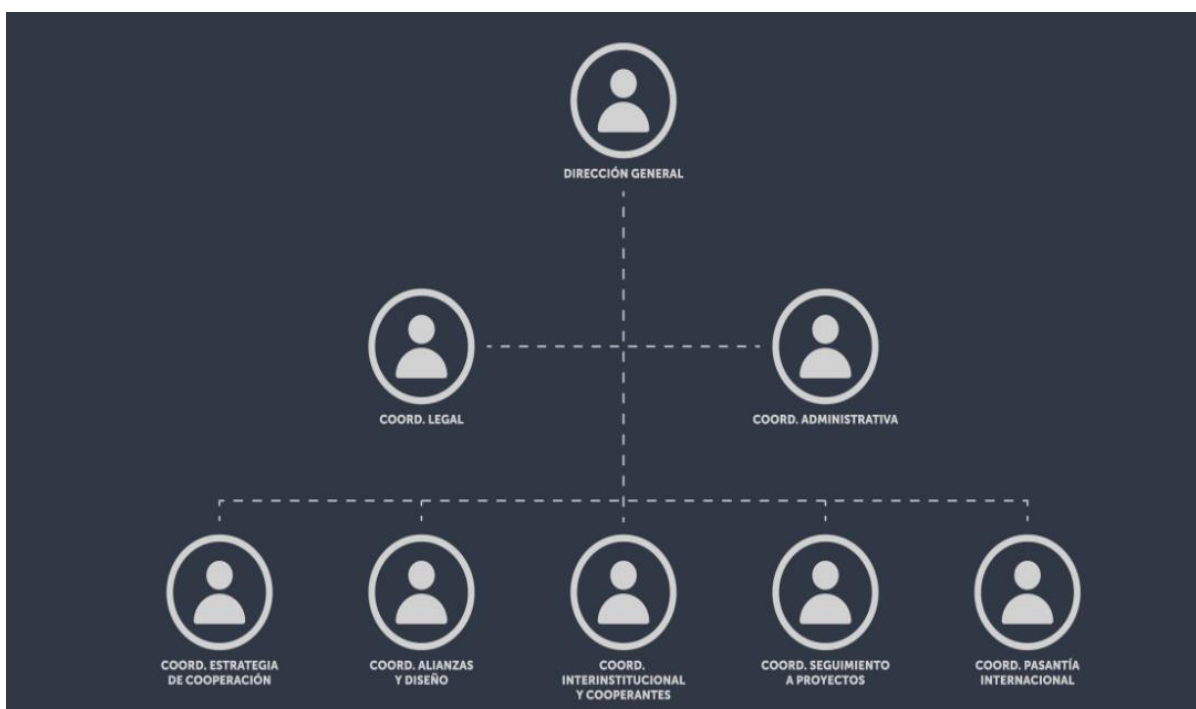 DIRECCIÓN GENERAL
COORD. LEGAL
COORD. ADMINISTRATIVA
COORD. ESTRATEGIA
DE COOPERACIÓN
COORD. ALIANZAS
Y DISEÑO
COORD.
INTERINSTITUCIONAL
Y COOPERANTES
COORD. SEGUIMIENTO
A PROYECTOS
COORD. PASANTÍA
INTERNACIONAL